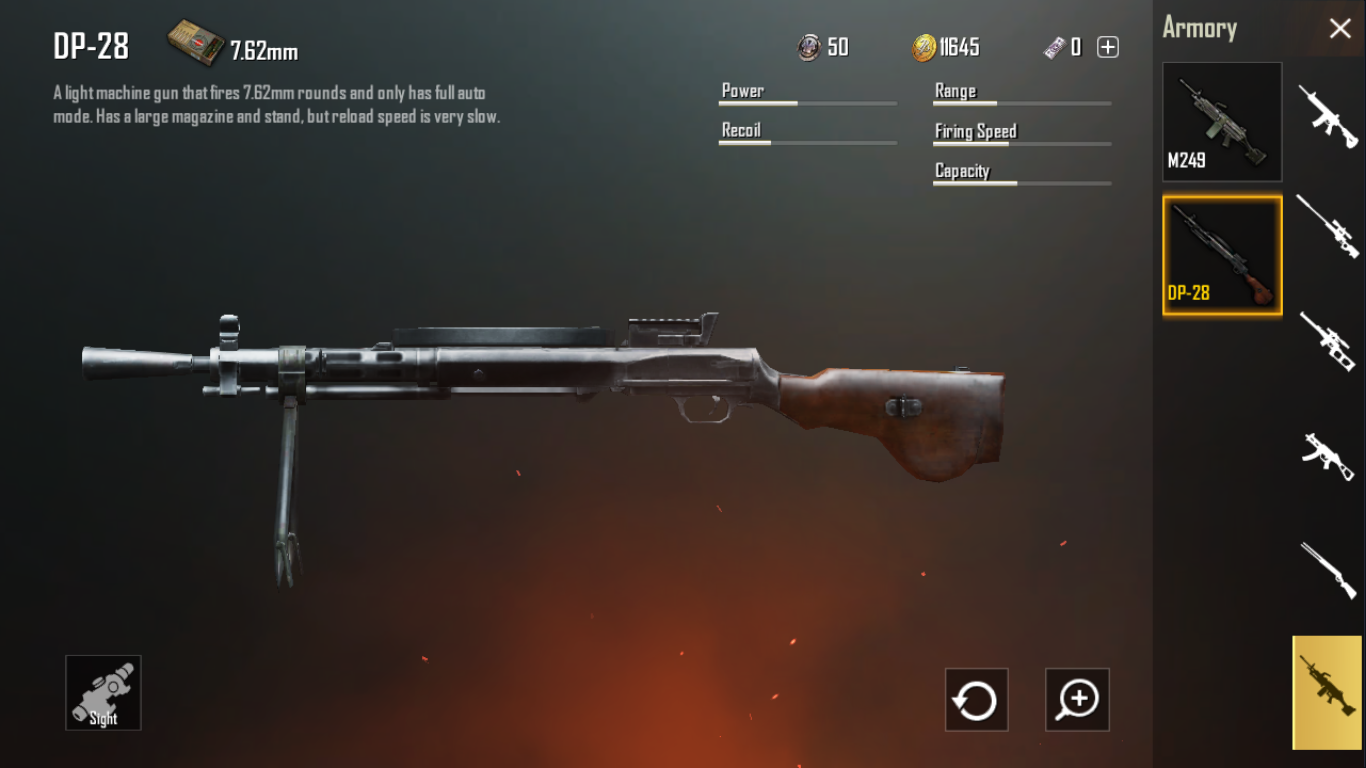 DP-28
7.62mm
50
11645
0
Armory
A light machine gun that fires 7.62mm rounds and only has full auto
mode. Has a large magazine and stand, but reload speed is very slow.
Power
Range
Recoil
Firing Speed
Capacity
M249
DP-28
Sight